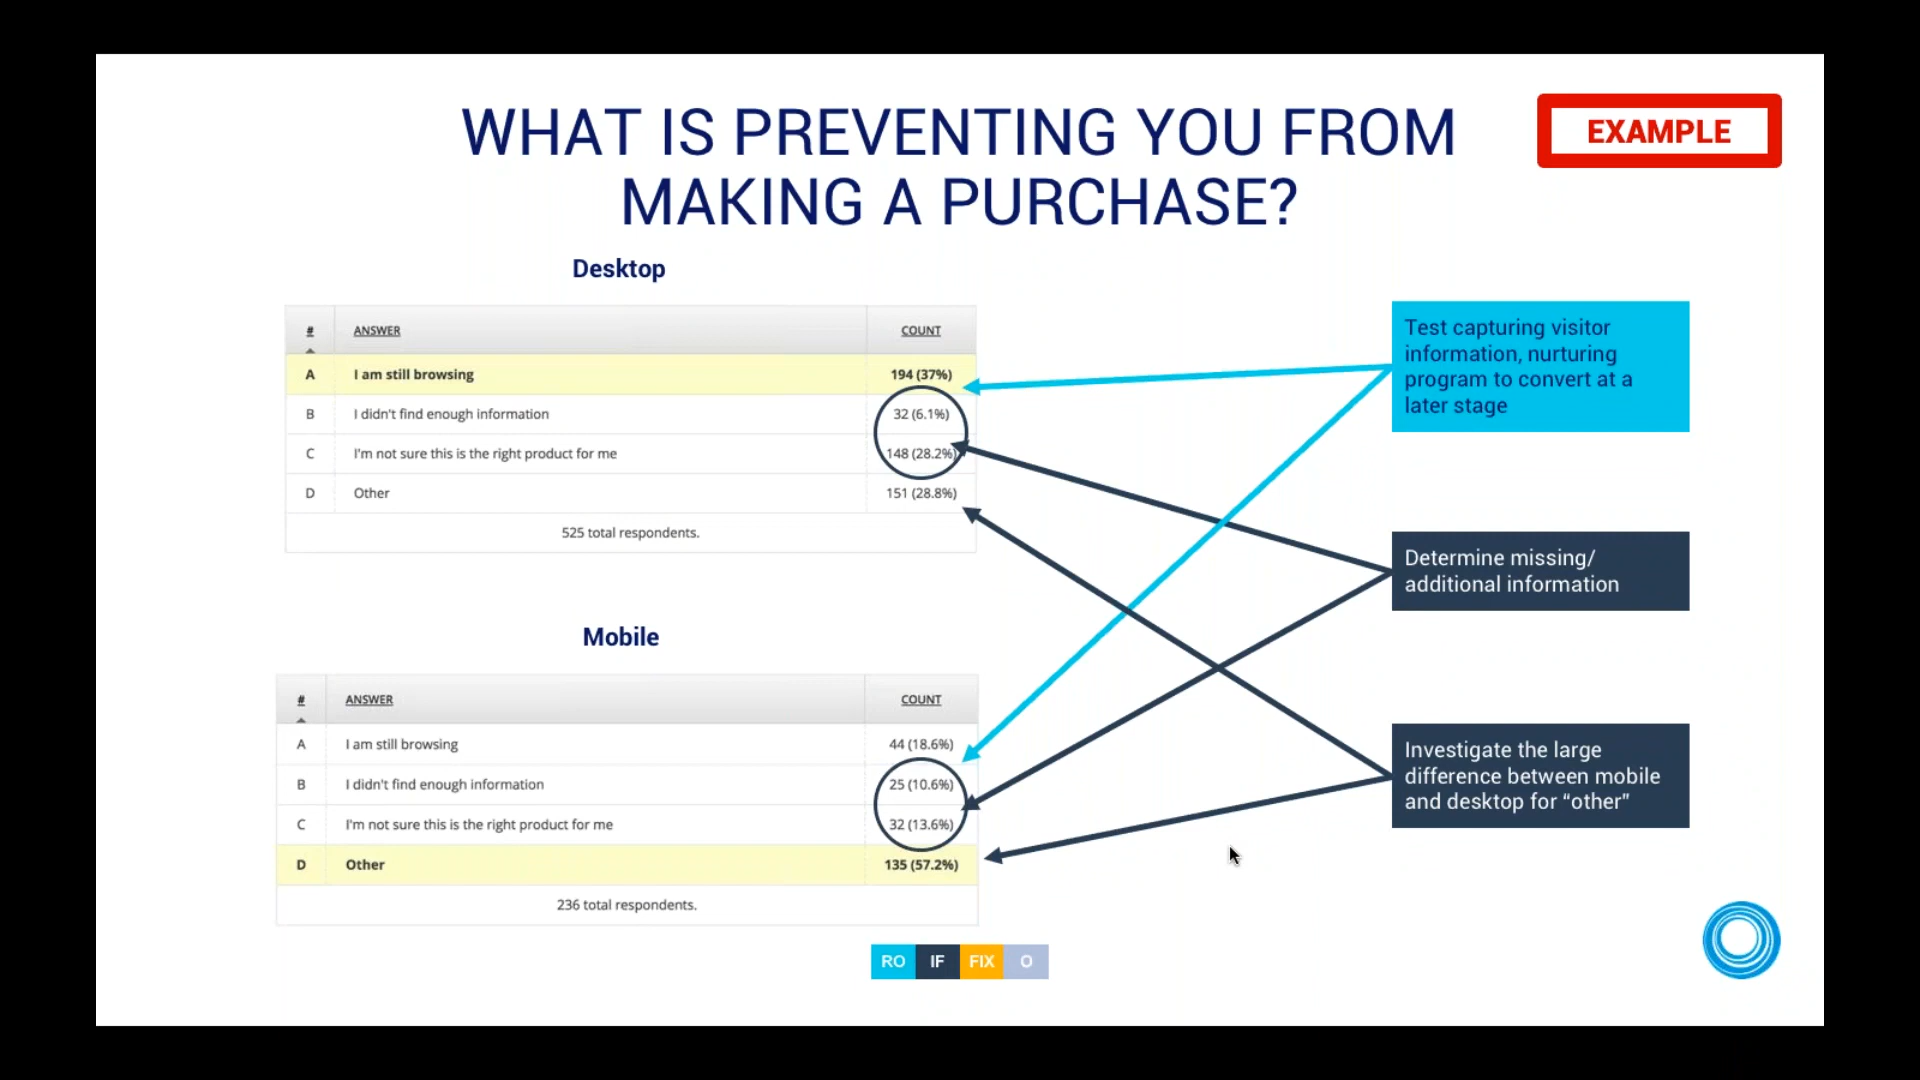 WHAT IS PREVENTING YOU FROM
MAKING A PURCHASE?
EXAMPLE
Desktop
# ANSWER COUNT
A I am still browsing 194 (37%)
B I didn't find enough information 32 (6.1%)
C I'm not sure this is the right product for me 148 (28.2%)
D Other 151 (28.8%)
525 total respondents.
Mobile
# ANSWER COUNT
A I am still browsing 44 (18.6%)
B I didn't find enough information 25 (10.6%)
C I'm not sure this is the right product for me 32 (13.6%)
D Other 135 (57.2%)
236 total respondents.
Test capturing visitor
information, nurturing
program to convert at a
later stage
Determine missing/
additional information
Investigate the large
difference between mobile
and desktop for “other”
RO IF FIX O